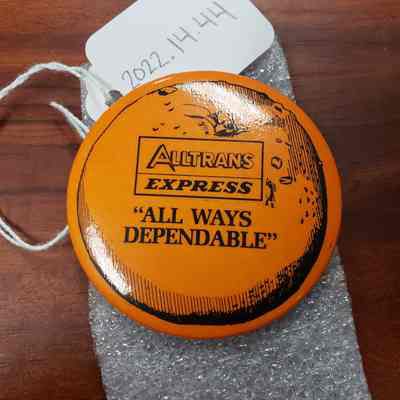 2022.14.44
ALLTRANS
EXPRESS
“ALL WAYS
DEPENDABLE”